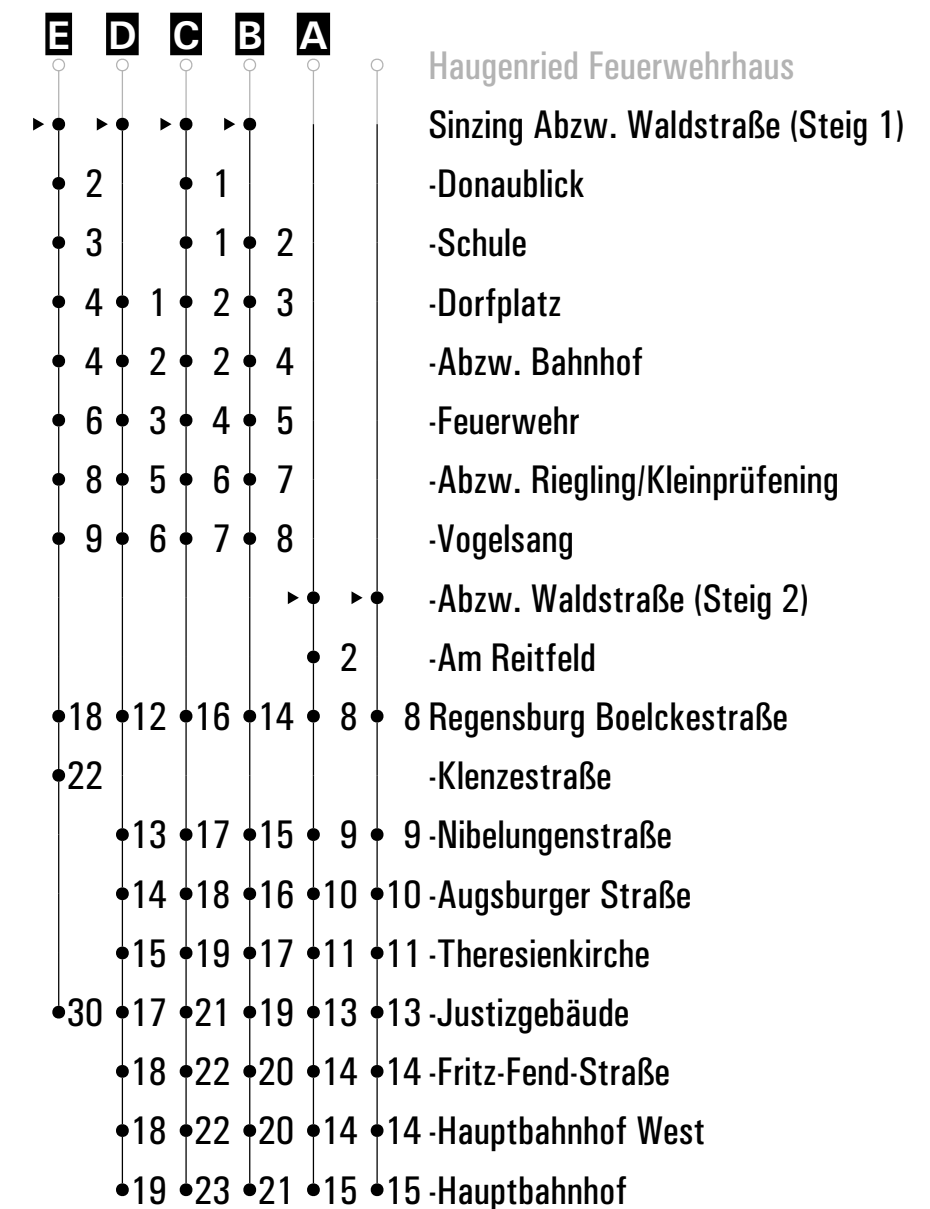 E D C B A
Haugenried Feuerwehrhaus
Sinzing Abzw. Waldstraße (Steig 1)
2 1 -Donaublick
3 1 2 -Schule
4 1 2 3 -Dorfplatz
4 2 2 4 -Abzw. Bahnhof
6 3 4 5 -Feuerwehr
8 5 6 7 -Abzw. Riegling/Kleinprüfening
9 6 7 8 -Vogelsang
-Abzw. Waldstraße (Steig 2)
2 -Am Reitfeld
18 12 16 14 8 8 Regensburg Boelckestraße
22 -Klenzestraße
13 17 15 9 9 -Nibelungenstraße
14 18 16 10 10 -Augsburger Straße
15 19 17 11 11 -Theresienkirche
30 17 21 19 13 13 -Justizgebäude
18 22 20 14 14 -Fritz-Fend-Straße
18 22 20 14 14 -Hauptbahnhof West
19 23 21 15 15 -Hauptbahnhof